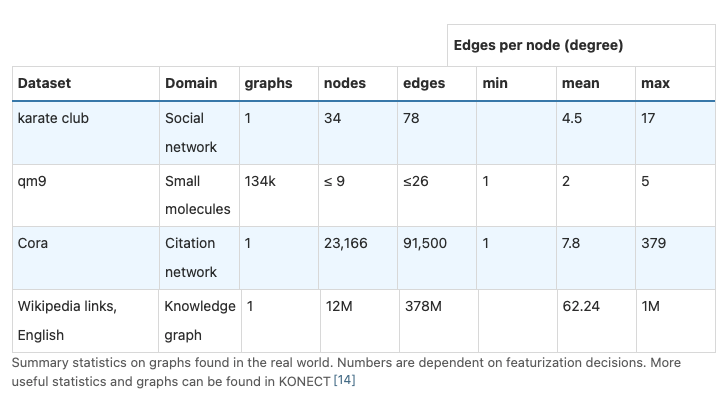 Edges per node (degree)
Dataset Domain graphs nodes edges min mean max
karate club Social 1 34 78 4.5 17
network
qm9 Small 134k ≤ 9 ≤26 1 2 5
molecules
Cora Citation 1 23,166 91,500 1 7.8 379
network
Wikipedia links, Knowledge 1 12M 378M 62.24 1M
English graph
Summary statistics on graphs found in the real world. Numbers are dependent on featurization decisions. More
useful statistics and graphs can be found in KONECT [14]